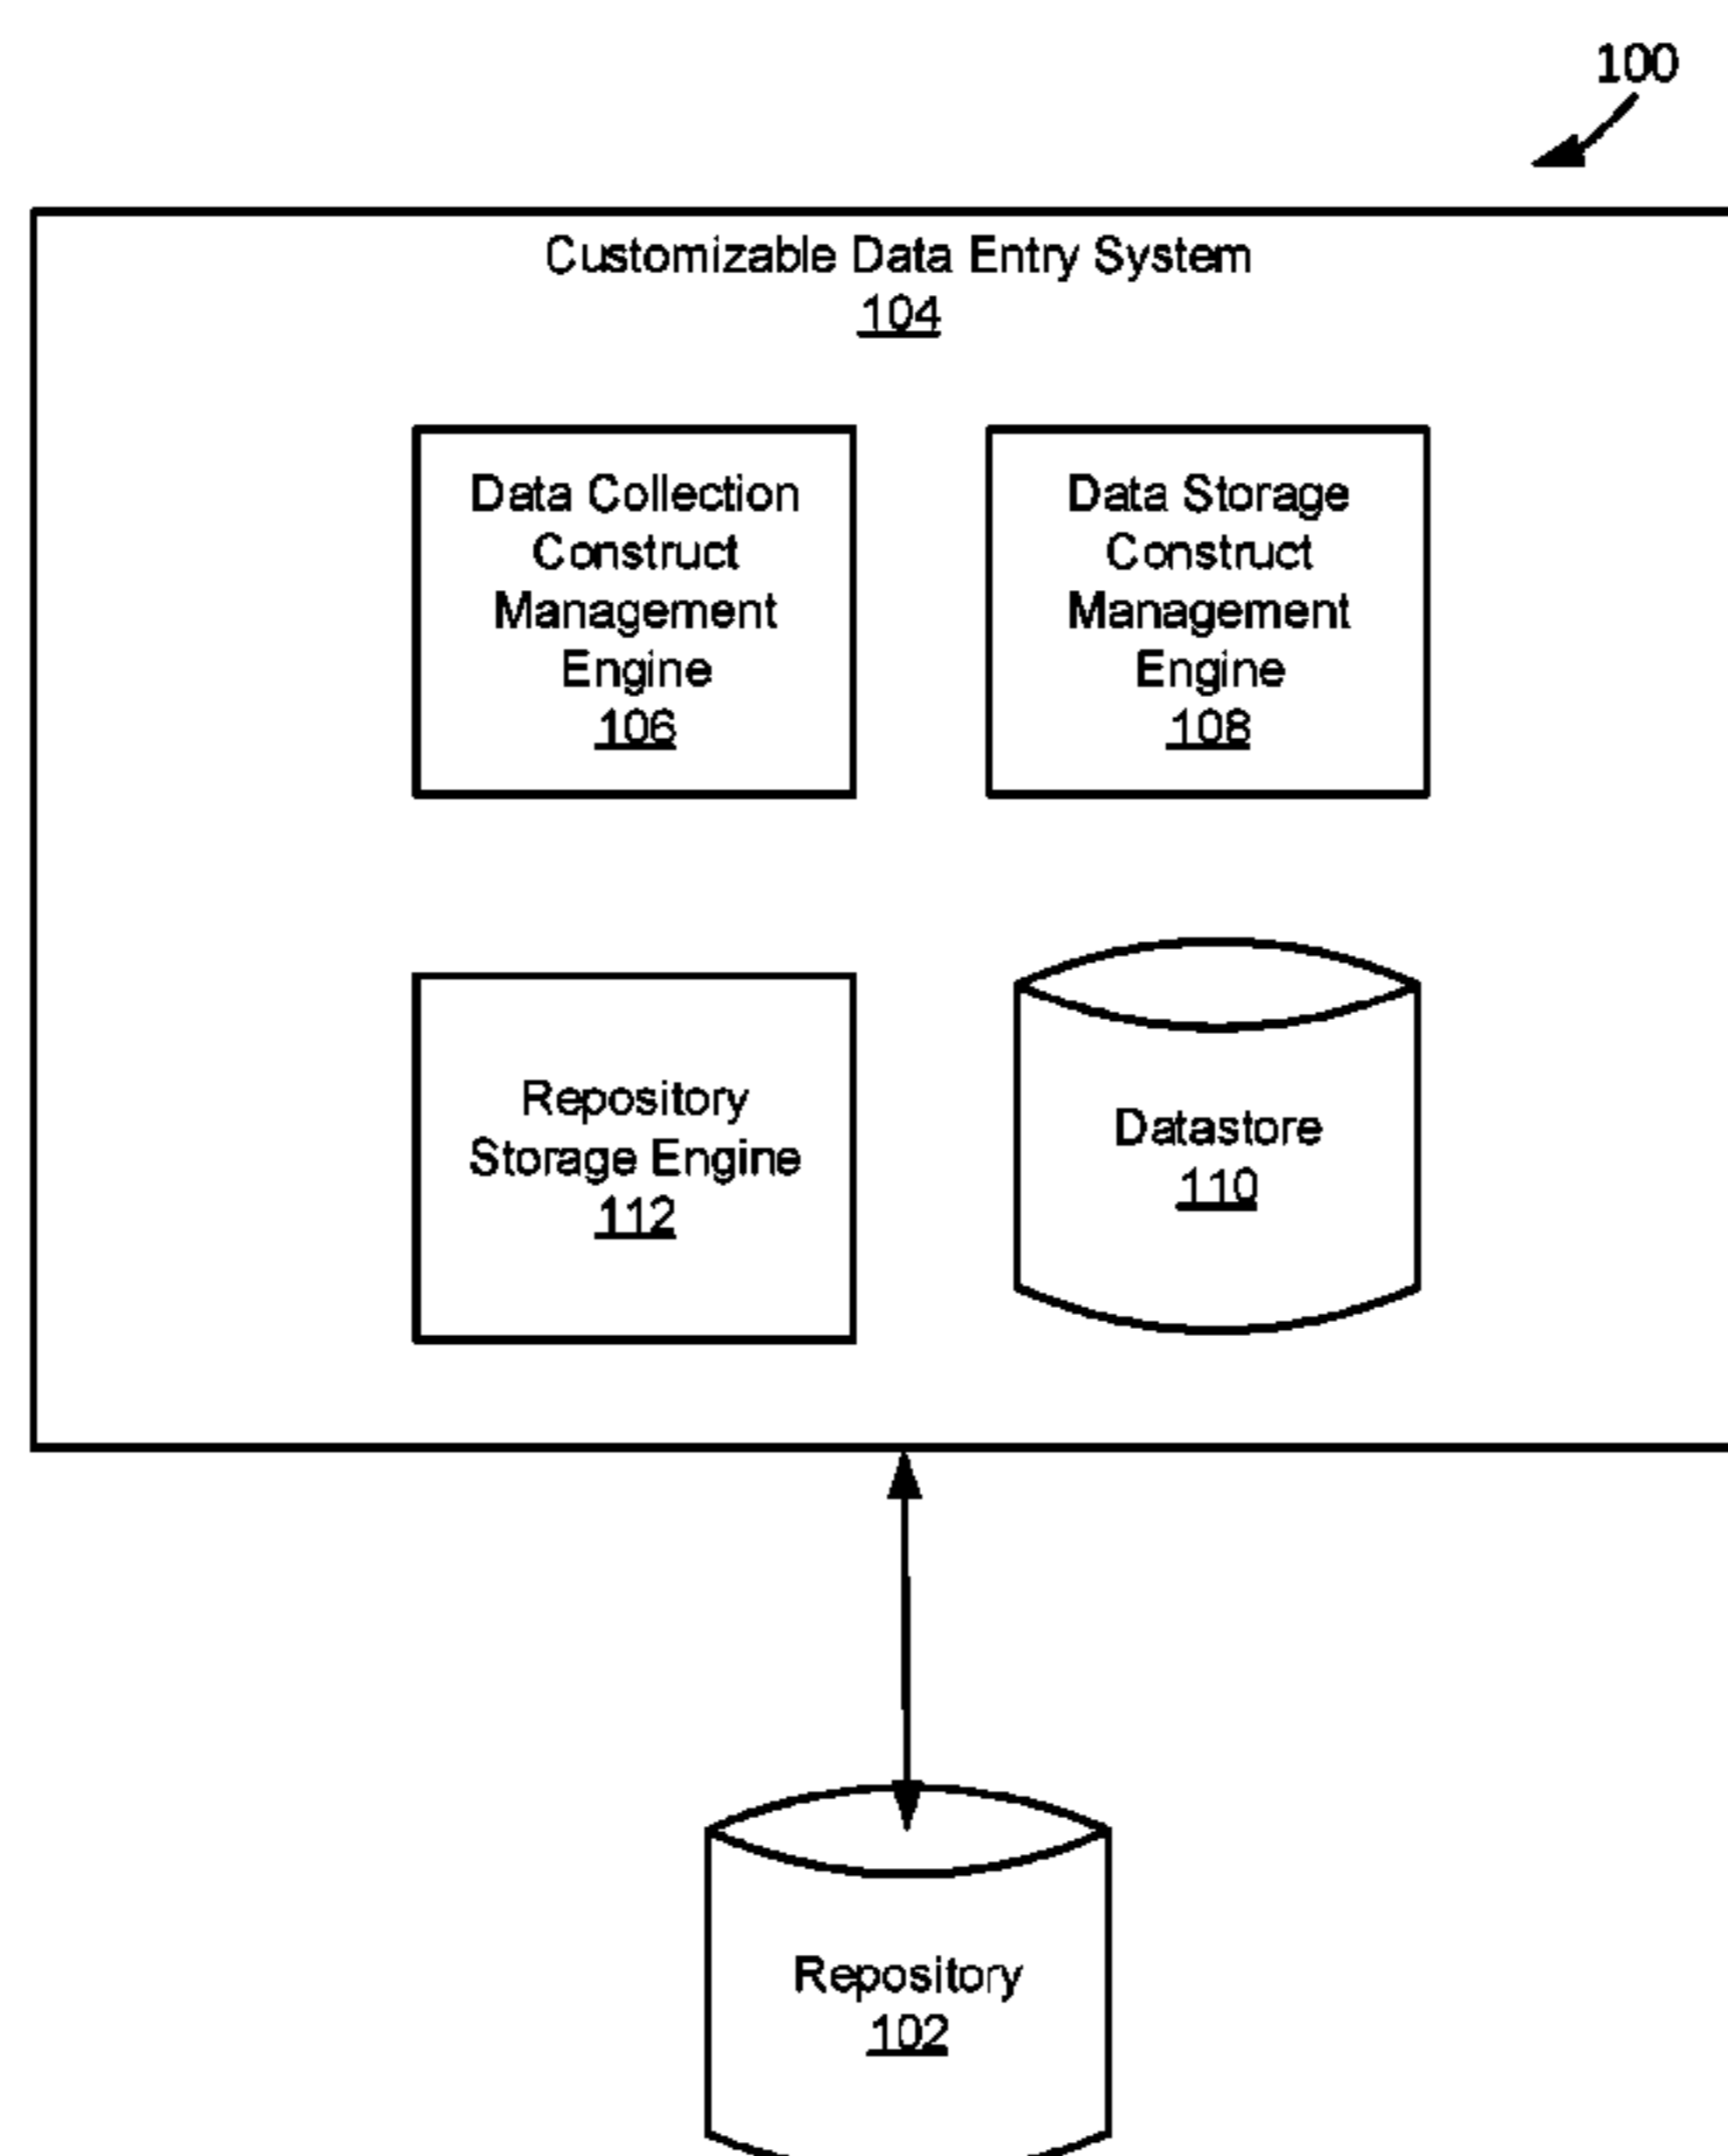 100
Customizable Data Entry System
104
Data Collection
Construct
Management
Engine
106
Data Storage
Construct
Management
Engine
108
Repository
Storage Engine
112
Datastore
110
Repository
102